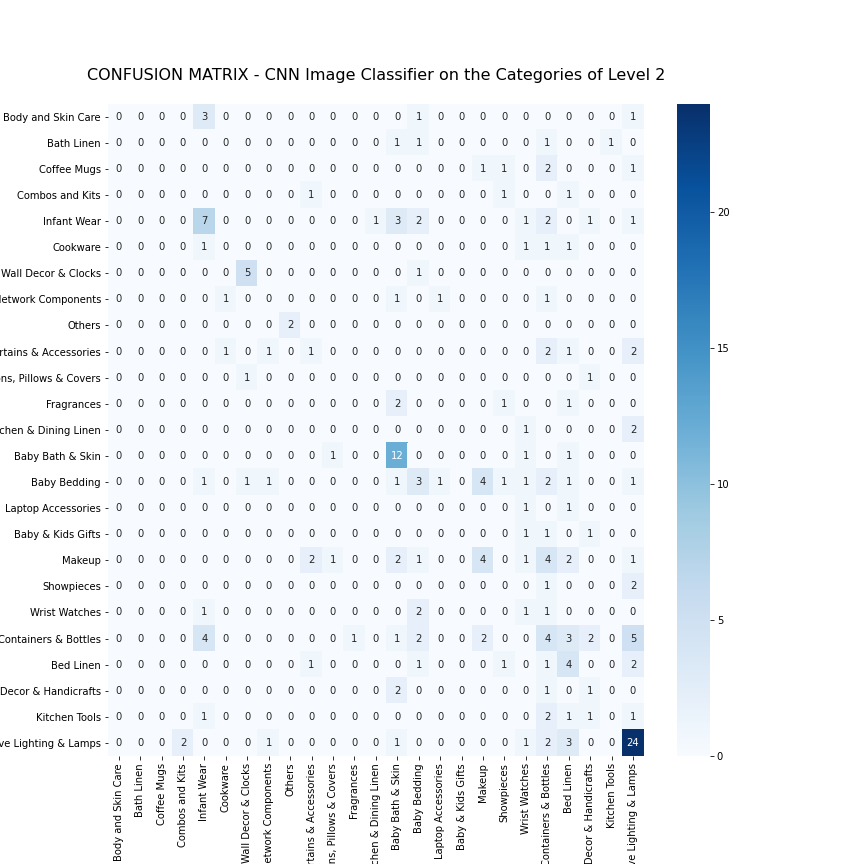 CONFUSION MATRIX - CNN Image Classifier on the Categories of Level 2
Body and Skin Care 0 0 0 0 3 0 0 0 0 0 0 0 0 0 1 0 0 0 0 0 0 0 0 0 1
Bath Linen 0 0 0 0 0 0 0 0 0 0 0 0 0 1 1 0 0 0 0 0 1 0 0 1 0
Coffee Mugs 0 0 0 0 0 0 0 0 0 0 0 0 0 0 0 0 0 1 1 0 2 0 0 0 1
Combos and Kits 0 0 0 0 0 0 0 0 0 1 0 0 0 0 0 0 0 0 1 0 0 1 0 0 0
Infant Wear 0 0 0 0 7 0 0 0 0 0 0 0 1 3 2 0 0 0 0 1 2 0 1 0 1
Cookware 0 0 0 0 1 0 0 0 0 0 0 0 0 0 0 0 0 0 0 1 1 1 0 0 0
Wall Decor & Clocks 0 0 0 0 0 0 5 0 0 0 0 0 0 0 1 0 0 0 0 0 0 0 0 0 0
etwork Components 0 0 0 0 0 1 0 0 0 0 0 0 0 1 0 1 0 0 0 0 1 0 0 0 0
Others 0 0 0 0 0 0 0 0 2 0 0 0 0 0 0 0 0 0 0 0 0 0 0 0 0
rtains & Accessories 0 0 0 0 0 1 0 1 0 1 0 0 0 0 0 0 0 0 0 0 2 1 0 0 2
ns, Pillows & Covers 0 0 0 0 0 0 1 0 0 0 0 0 0 0 0 0 0 0 0 0 0 0 1 0 0
Fragrances 0 0 0 0 0 0 0 0 0 0 0 0 0 2 0 0 0 0 1 0 0 1 0 0 0
chen & Dining Linen 0 0 0 0 0 0 0 0 0 0 0 0 0 0 0 0 0 0 0 1 0 0 0 0 2
Baby Bath & Skin 0 0 0 0 0 0 0 0 0 0 1 0 0 12 0 0 0 0 0 1 0 1 0 0 0
Baby Bedding 0 0 0 0 1 0 1 1 0 0 0 0 0 1 3 1 0 4 1 1 2 1 0 0 1
Laptop Accessories 0 0 0 0 0 0 0 0 0 0 0 0 0 0 0 0 0 0 0 1 0 1 0 0 0
Baby & Kids Gifts 0 0 0 0 0 0 0 0 0 0 0 0 0 0 0 0 0 0 0 1 1 0 1 0 0
Makeup 0 0 0 0 0 0 0 0 0 2 1 0 0 2 1 0 0 4 0 1 4 2 0 0 1
Showpieces 0 0 0 0 0 0 0 0 0 0 0 0 0 0 0 0 0 0 0 0 1 0 0 0 2
Wrist Watches 0 0 0 0 1 0 0 0 0 0 0 0 0 0 2 0 0 0 0 1 1 0 0 0 0
Containers & Bottles 0 0 0 0 4 0 0 0 0 0 0 1 0 1 2 0 0 2 0 0 4 3 2 0 5
Bed Linen 0 0 0 0 0 0 0 0 0 1 0 0 0 0 1 0 0 0 1 0 1 4 0 0 2
Decor & Handicrafts 0 0 0 0 0 0 0 0 0 0 0 0 0 2 0 0 0 0 0 0 1 0 1 0 0
Kitchen Tools 0 0 0 0 1 0 0 0 0 0 0 0 0 0 0 0 0 0 0 0 2 1 1 0 1
ve Lighting & Lamps 0 0 0 2 0 0 0 1 0 0 0 0 0 1 0 0 0 0 0 1 2 3 0 0 24
Body and Skin Care
Bath Linen
Coffee Mugs
Combos and Kits
Infant Wear
Cookware
Wall Decor & Clocks
etwork Components
Others
rtains & Accessories
ns, Pillows & Covers
Fragrances
chen & Dining Linen
Baby Bath & Skin
Baby Bedding
Laptop Accessories
Baby & Kids Gifts
Makeup
Showpieces
Wrist Watches
ontainers & Bottles
Bed Linen
Decor & Handicrafts
Kitchen Tools
ve Lighting & Lamps
20
15
10
5
0